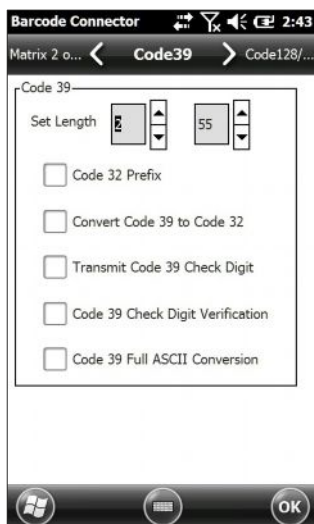 Barcode Connector 2:43
Matrix 2 o... Code39 Code128/...
Code 39
Set Length 2 55
Code 32 Prefix
Convert Code 39 to Code 32
Transmit Code 39 Check Digit
Code 39 Check Digit Verification
Code 39 Full ASCII Conversion
OK